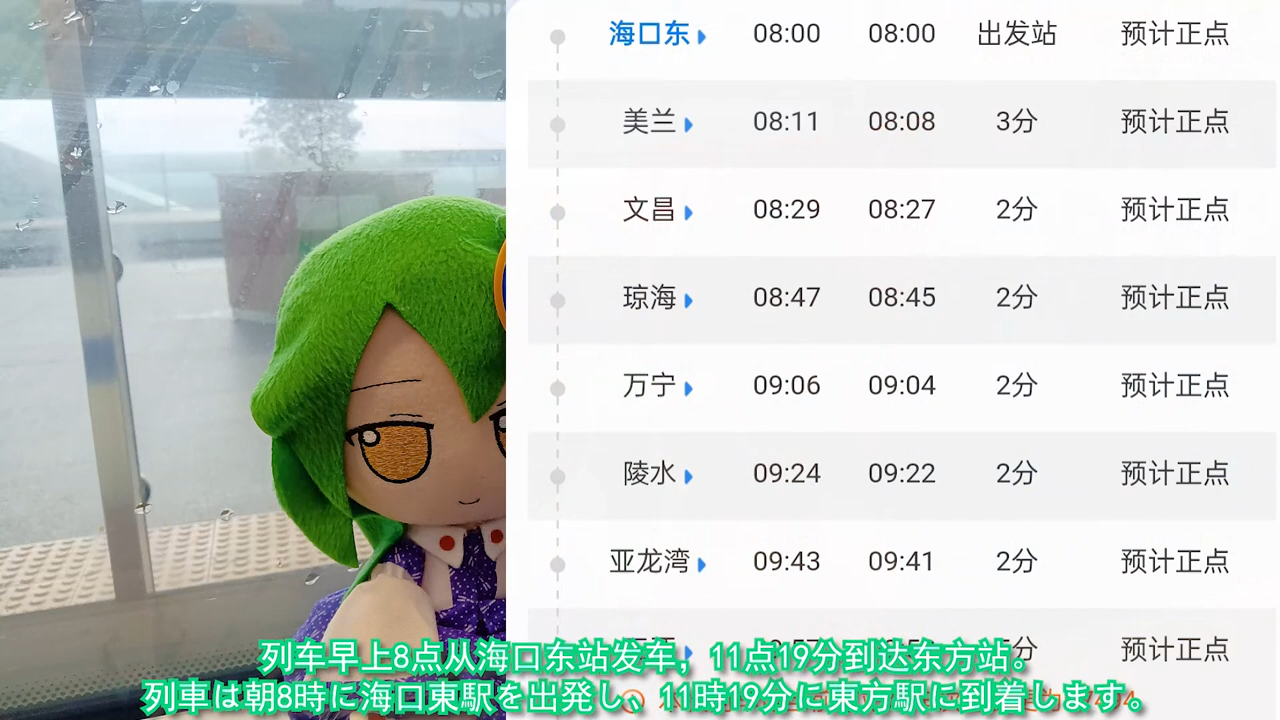 海口东 08:00 08:00 出发站 预计正点
美兰 08:11 08:08 3分 预计正点
文昌 08:29 08:27 2分 预计正点
琼海 08:47 08:45 2分 预计正点
万宁 09:06 09:04 2分 预计正点
陵水 09:24 09:22 2分 预计正点
亚龙湾 09:43 09:41 2分 预计正点
分 预计正点
列车早上8点从海口东站发车，11点19分到达东方站。
列車は朝8時に海口東駅を出発し、11時19分に東方駅に到着します。